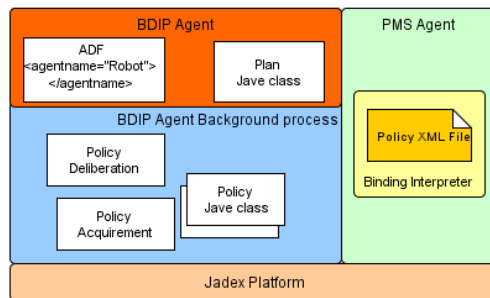 BDIP Agent
ADF
<agentname="Robot">
</agentname>
Plan
Jave class
BDIP Agent Background process
Policy
Deliberation
Policy
Jave class
Policy
Acquirement
PMS Agent
Policy XML File
Binding Interpreter
Jadex Platform